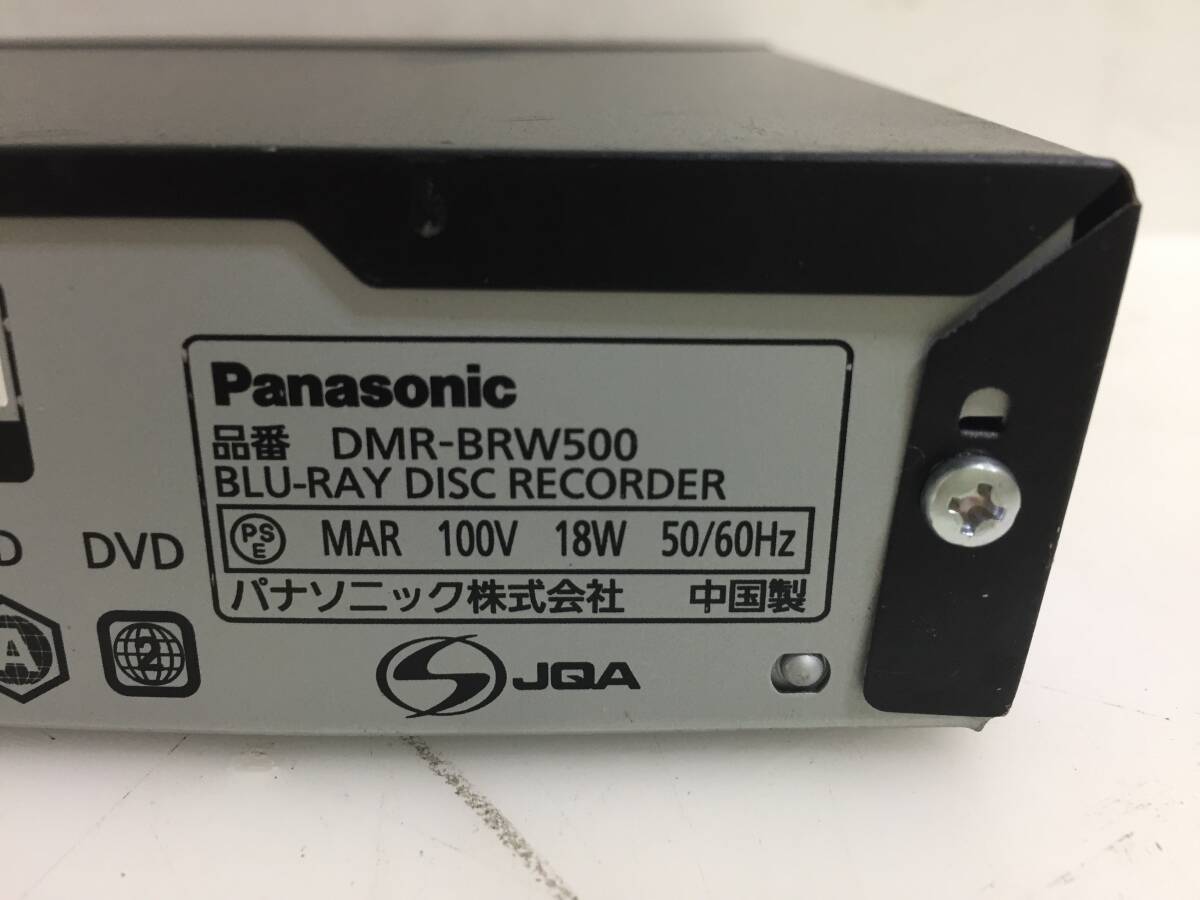 Panasonic
品番 DMR-BRW500
BLU-RAY DISC RECORDER
PSE MAR 100V 18W 50/60Hz
パナソニック株式会社 中国製
D DVD
A 2
S JQA